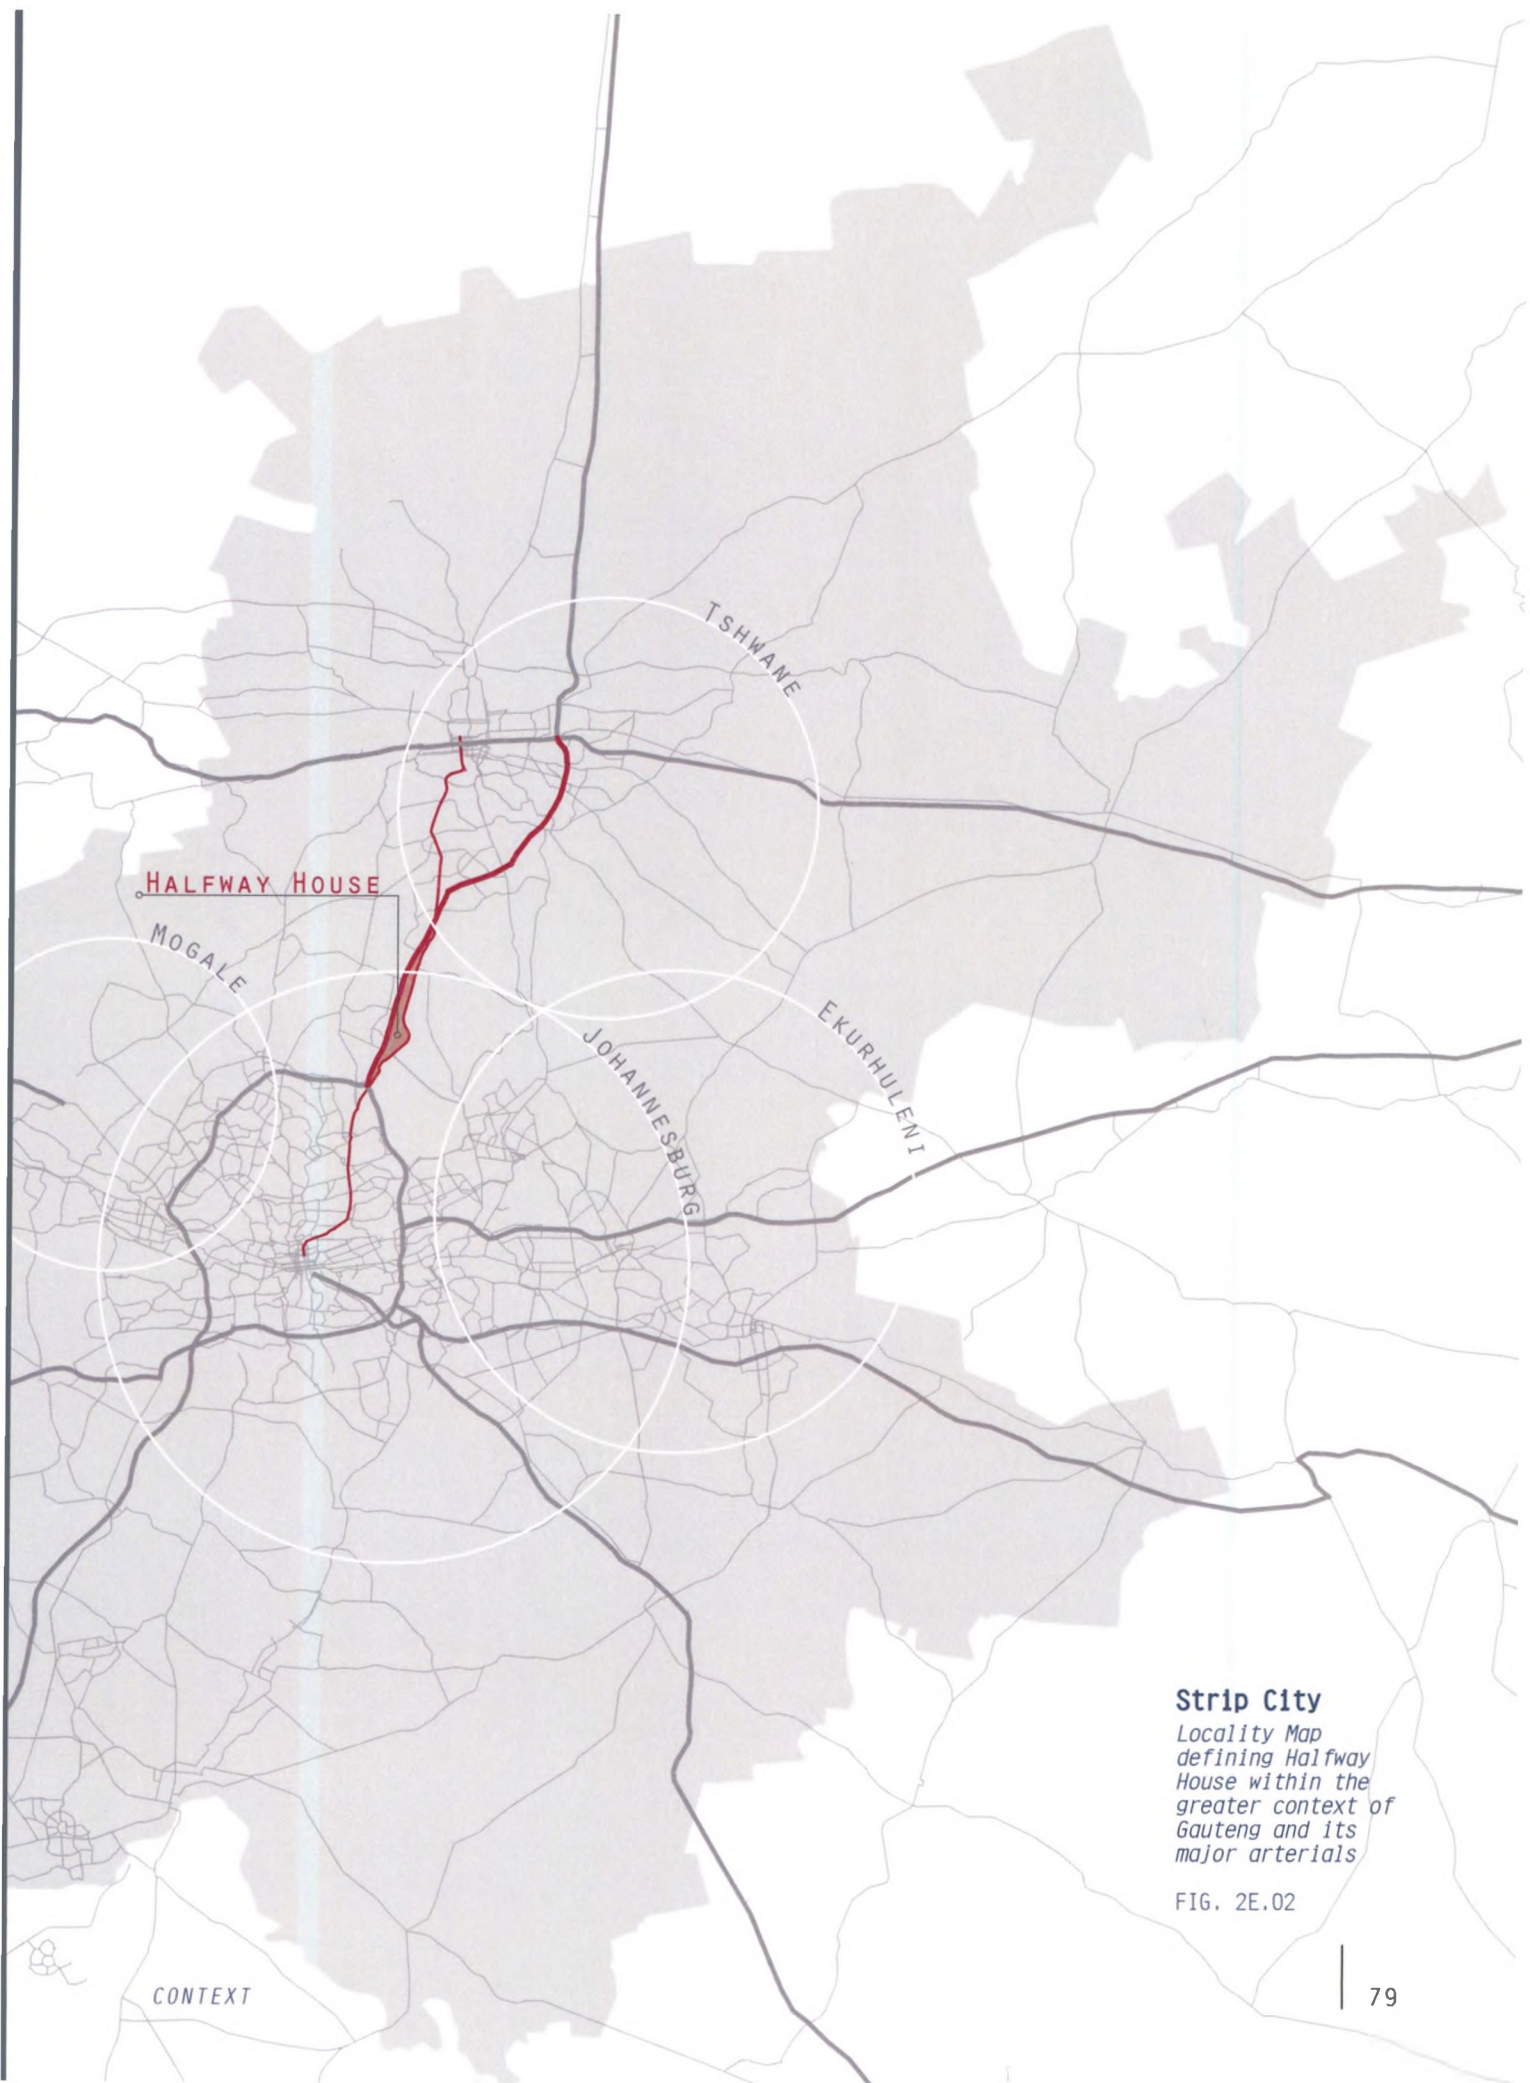 TSHWANE
HALFWAY HOUSE
MOGALE
JOHANNESBURG
EKURHULENI
Strip City
Locality Map
defining Halfway
House within the
greater context of
Gauteng and its
major arterials
FIG. 2E.02
CONTEXT
79